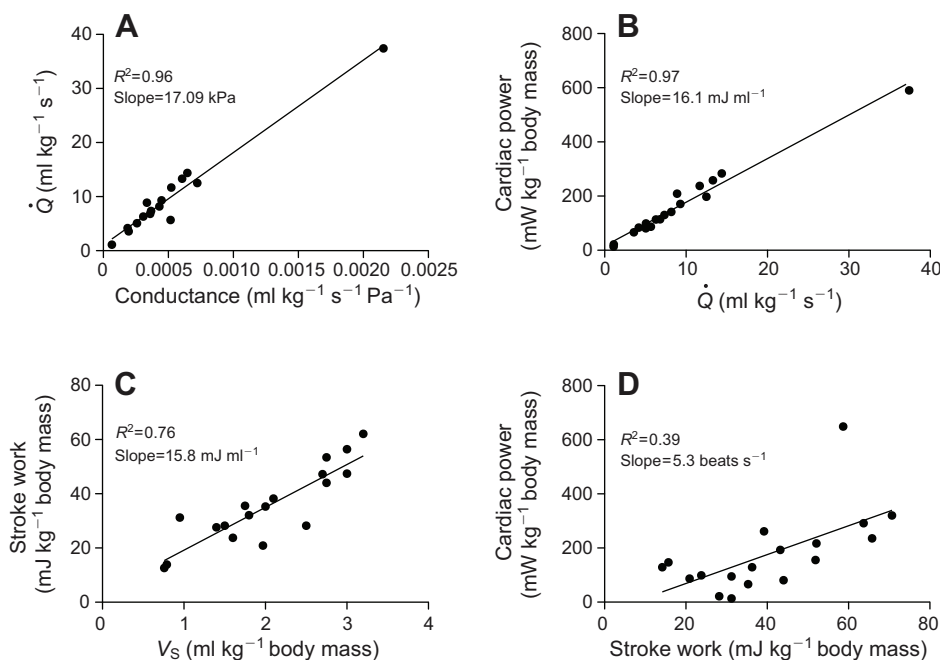 A
R²=0.96
Slope=17.09 kPa
Q̇ (ml kg⁻¹ s⁻¹)
40
30
20
10
0
0 0.0005 0.0010 0.0015 0.0020 0.0025
Conductance (ml kg⁻¹ s⁻¹ Pa⁻¹)
B
R²=0.97
Slope=16.1 mJ ml⁻¹
Cardiac power
(mW kg⁻¹ body mass)
800
600
400
200
0
0 10 20 30 40
Q̇ (ml kg⁻¹ s⁻¹)
C
R²=0.76
Slope=15.8 mJ ml⁻¹
Stroke work
(mJ kg⁻¹ body mass)
80
60
40
20
0
0 1 2 3 4
V_S (ml kg⁻¹ body mass)
D
R²=0.39
Slope=5.3 beats s⁻¹
Cardiac power
(mW kg⁻¹ body mass)
800
600
400
200
0
0 20 40 60 80
Stroke work (mJ kg⁻¹ body mass)